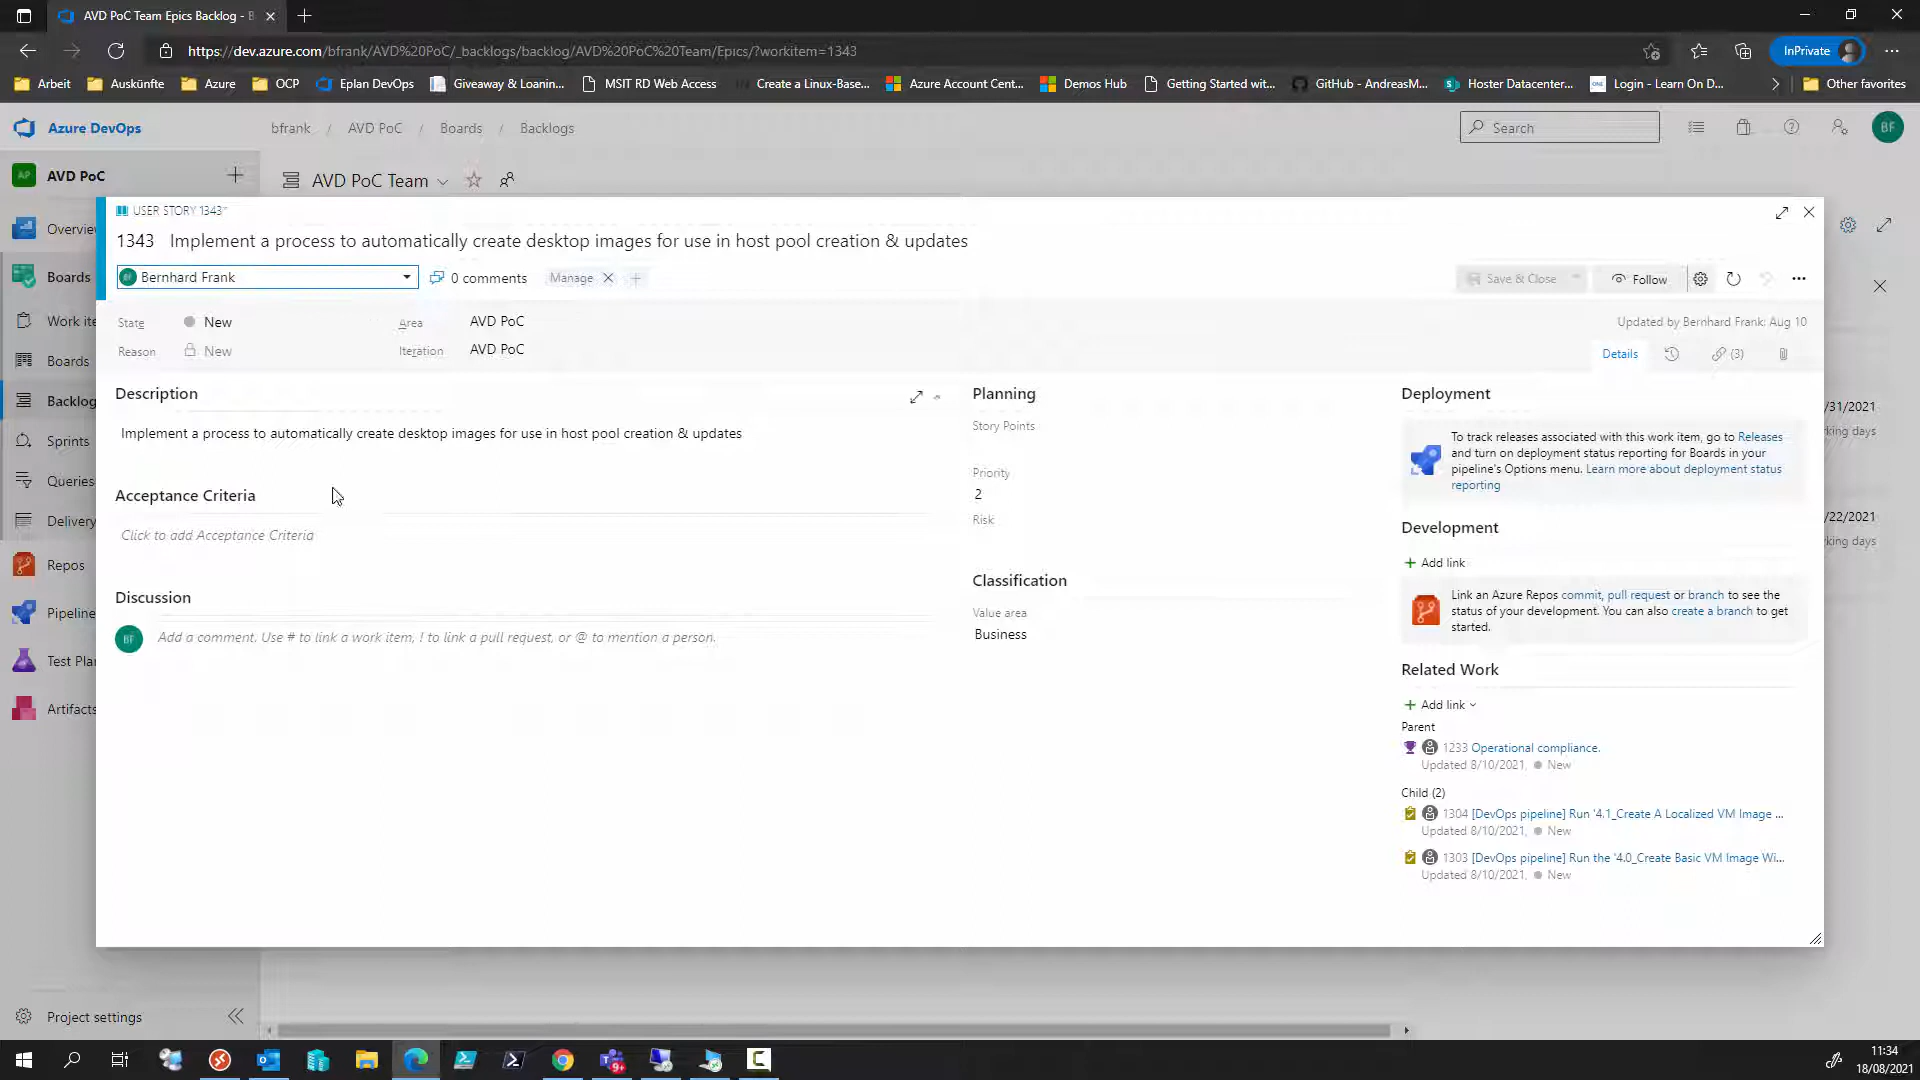 AVD PoC Team Epics Backlog - B
https://dev.azure.com/bfrank/AVD%20PoC/_backlogs/backlog/AVD%20PoC%20Team/Epics/?workitem=1343
InPrivate
Arbeit
Auskünfte
Azure
OCP
Eplan DevOps
Giveaway & Loanin...
MSIT RD Web Access
Create a Linux-Base...
Azure Account Cent...
Demos Hub
Getting Started wit...
GitHub - AndreasM...
Hoster Datacenter...
Login - Learn On D...
Other favorites
Azure DevOps
bfrank / AVD PoC / Boards / Backlogs
Search
BF
AP AVD PoC
AVD PoC Team
Overvie
Boards
Work ite
Boards
Backlog
Sprints
Queries
Delivery
Repos
Pipeline
Test Plan
Artifacts
Project settings
USER STORY 1343*
1343 Implement a process to automatically create desktop images for use in host pool creation & updates
Bernhard Frank
0 comments
Manage
Save & Close
Follow
State New
Area AVD PoC
Updated by Bernhard Frank: Aug 10
Reason New
Iteration AVD PoC
Details
(3)
Description
Implement a process to automatically create desktop images for use in host pool creation & updates
Acceptance Criteria
Click to add Acceptance Criteria
Discussion
BF
Add a comment. Use # to link a work item, ! to link a pull request, or @ to mention a person.
Planning
Story Points
Priority
2
Risk
Classification
Value area
Business
Deployment
To track releases associated with this work item, go to Releases
and turn on deployment status reporting for Boards in your
pipeline's Options menu. Learn more about deployment status
reporting
Development
Add link
Link an Azure Repos commit, pull request or branch to see the
status of your development. You can also create a branch to get
started.
Related Work
Add link
Parent
1233 Operational compliance.
Updated 8/10/2021, New
Child (2)
1304 [DevOps pipeline] Run '4.1_Create A Localized VM Image ...
Updated 8/10/2021, New
1303 [DevOps pipeline] Run the '4.0_Create Basic VM Image Wi...
Updated 8/10/2021, New
/31/2021
king days
/22/2021
king days
9+
11:34
18/08/2021